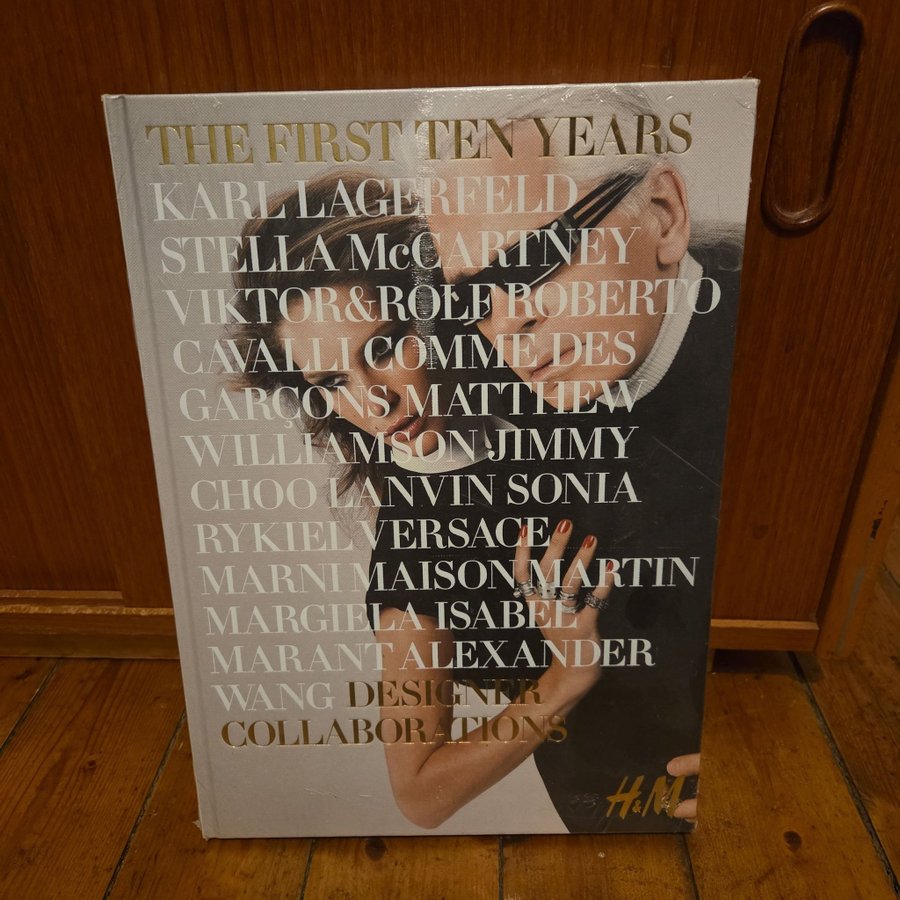 THE FIRST TEN YEARS
KARL LAGERFELD
STELLA McCARTNEY
VIKTOR&ROLF ROBERTO
CAVALLI COMME DES
GARÇONS MATTHEW
WILLIAMSON JIMMY
CHOO LANVIN SONIA
RYKIEL VERSACE
MARNI MAISON MARTIN
MARGIELA ISABEL
MARANT ALEXANDER
WANG DESIGNER
COLLABORATIONS
H&M